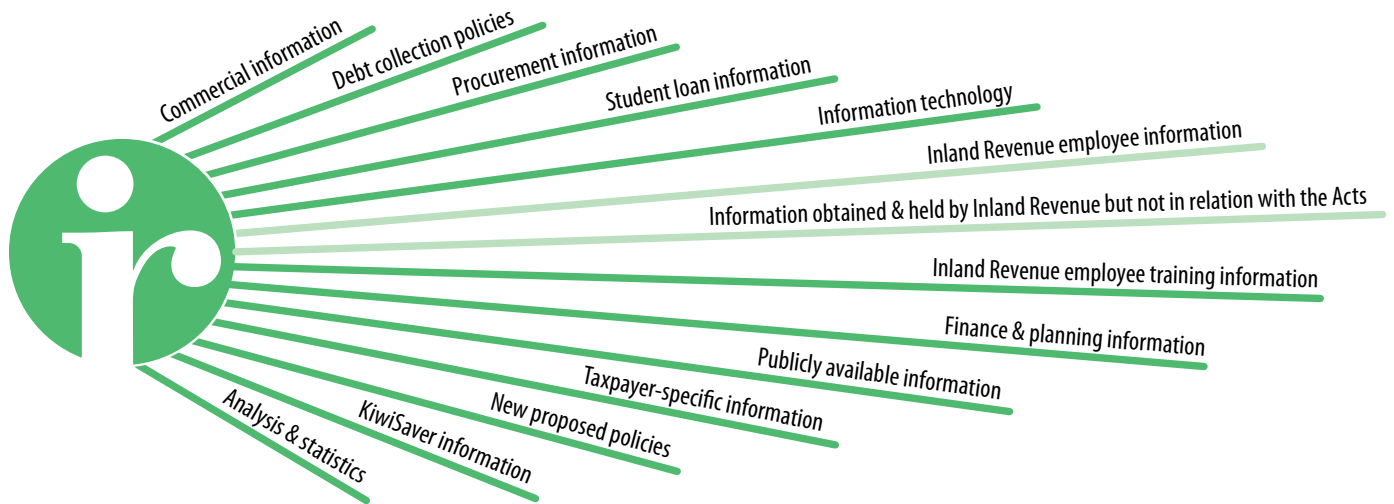 Commercial information
Debt collection policies
Procurement information
Student loan information
Information technology
Inland Revenue employee information
Information obtained & held by Inland Revenue but not in relation with the Acts
ir
Inland Revenue employee training information
Finance & planning information
Publicly available information
Taxpayer-specific information
New proposed policies
KiwiSaver information
Analysis & statistics